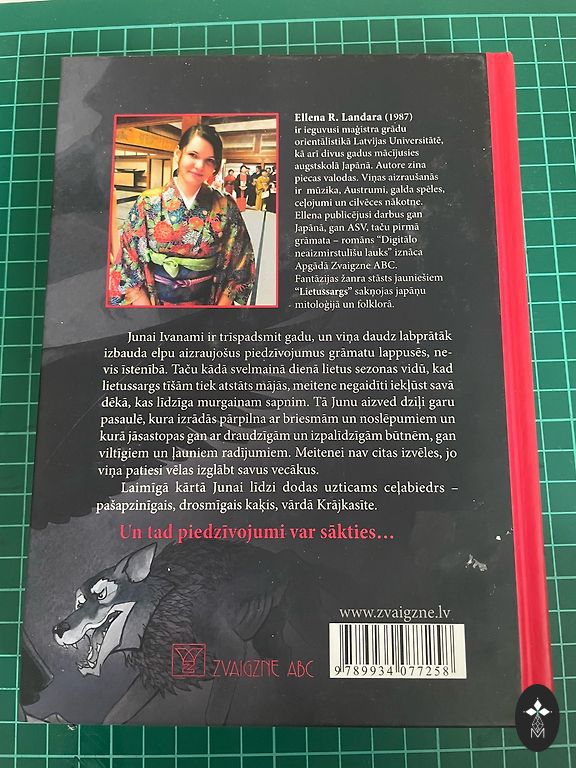 Ellena R. Landara (1987)
ir ieguvusi maģistra grādu
orientālistikā Latvijas Universitātē,
kā arī divus gadus mācījusies
augstskolā Japānā. Autore zina
piecas valodas. Viņas aizraušanās
ir mūzika, Austrumi, galda spēles,
ceļojumi un cilvēces nākotne.
Ellena publicējusi darbus gan
Japānā, gan ASV, taču pirmā
grāmata – romāns “Digitālo
neaizmirstulīšu lauks” iznāca
Apgādā Zvaigzne ABC.
Fantāzijas žanra stāsts jauniešiem
“Lietussargs” sakņojas japāņu
mitoloģijā un folklorā.
Junai Ivanami ir trīspadsmit gadu, un viņa daudz labprātāk
izbauda elpu aizraujošus piedzīvojumus grāmatu lappusēs, ne-
vis īstenībā. Taču kādā svelmainā dienā lietus sezonas vidū, kad
lietussargs tīšām tiek atstāts mājās, meitene negaidīti iekļūst savā
dēkā, kas līdzīga murgainam sapnim. Tā Junu aizved dziļi garu
pasaulē, kura izrādās pārpilna ar briesmām un noslēpumiem un
kurā jāsastopas gan ar draudzīgām un izpalīdzīgām būtnēm, gan
viltīgiem un ļauniem radījumiem. Meitenei nav citas izvēles, jo
viņa patiesi vēlas izglābt savus vecākus.
Laimīgā kārtā Junai līdzi dodas uzticams ceļabiedrs –
pašapzinīgais, drosmīgais kaķis, vārdā Krājkasīte.
Un tad piedzīvojumi var sākties...
www.zvaigzne.lv
ZVAIGZNE ABC
9 789934 077258
M